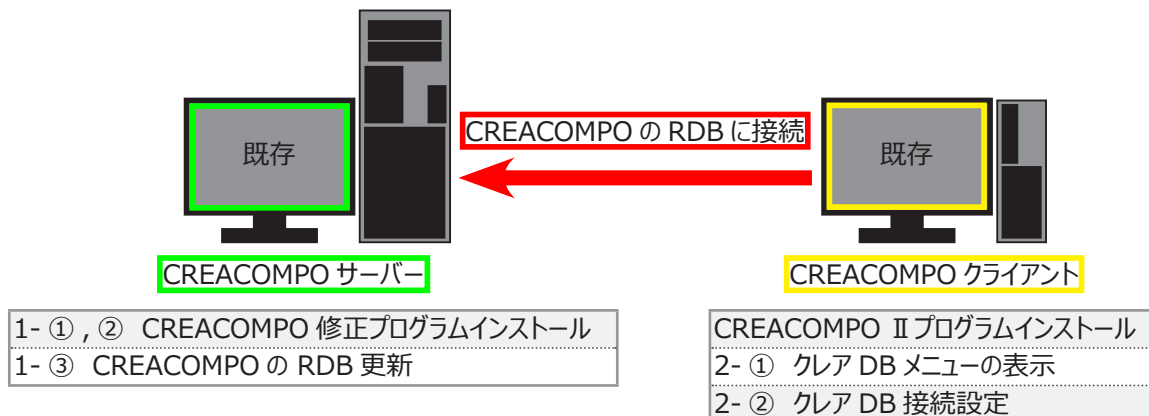 既存
CREACOMPO の RDB に接続
既存
CREACOMPO サーバー
CREACOMPO クライアント
1- ① , ② CREACOMPO 修正プログラムインストール
1- ③ CREACOMPO の RDB 更新
CREACOMPO Ⅱプログラムインストール
2- ① クレア DB メニューの表示
2- ② クレア DB 接続設定